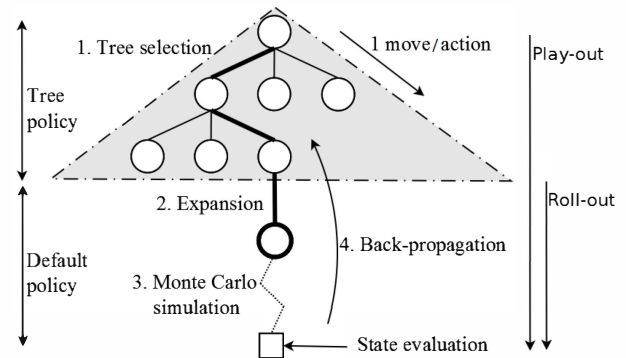 1. Tree selection
1 move/action
Play-out
Tree
policy
2. Expansion
Roll-out
4. Back-propagation
Default
policy
3. Monte Carlo
simulation
State evaluation